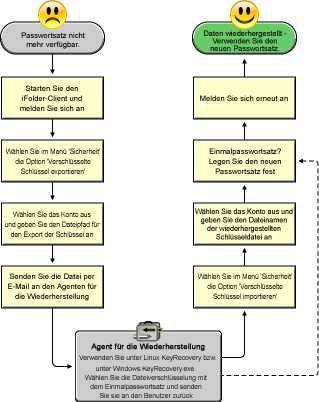 Passwortsatz nicht
mehr verfügbar.
Starten Sie den
iFolder-Client und
melden Sie sich an
Wählen Sie im Menü 'Sicherheit'
die Option 'Verschlüsselte
Schlüssel exportieren'
Wählen Sie das Konto aus
und geben Sie den Dateipfad für
den Export der Schlüssel an
Senden Sie die Datei per
E-Mail an den Agenten für
die Wiederherstellung
Agent für die Wiederherstellung
Verwenden Sie unter Linux KeyRecovery bzw.
unter Windows KeyRecovery.exe
Wählen Sie die Dateiverschlüsselung mit
dem Einmalpasswort und senden
Sie sie an den Benutzer zurück
Wählen Sie im Menü 'Sicherheit'
die Option 'Verschlüsselte
Schlüssel importieren'
Wählen Sie das Konto aus und
geben Sie den Dateinamen
der wiederhergestellten
Schlüsseldatei an
Einmalpasswortsatz?
Legen Sie den neuen
Passwortsatz fest
Melden Sie sich erneut an
Daten wiederhergestellt -
Verwenden Sie den
neuen Passwortsatz.